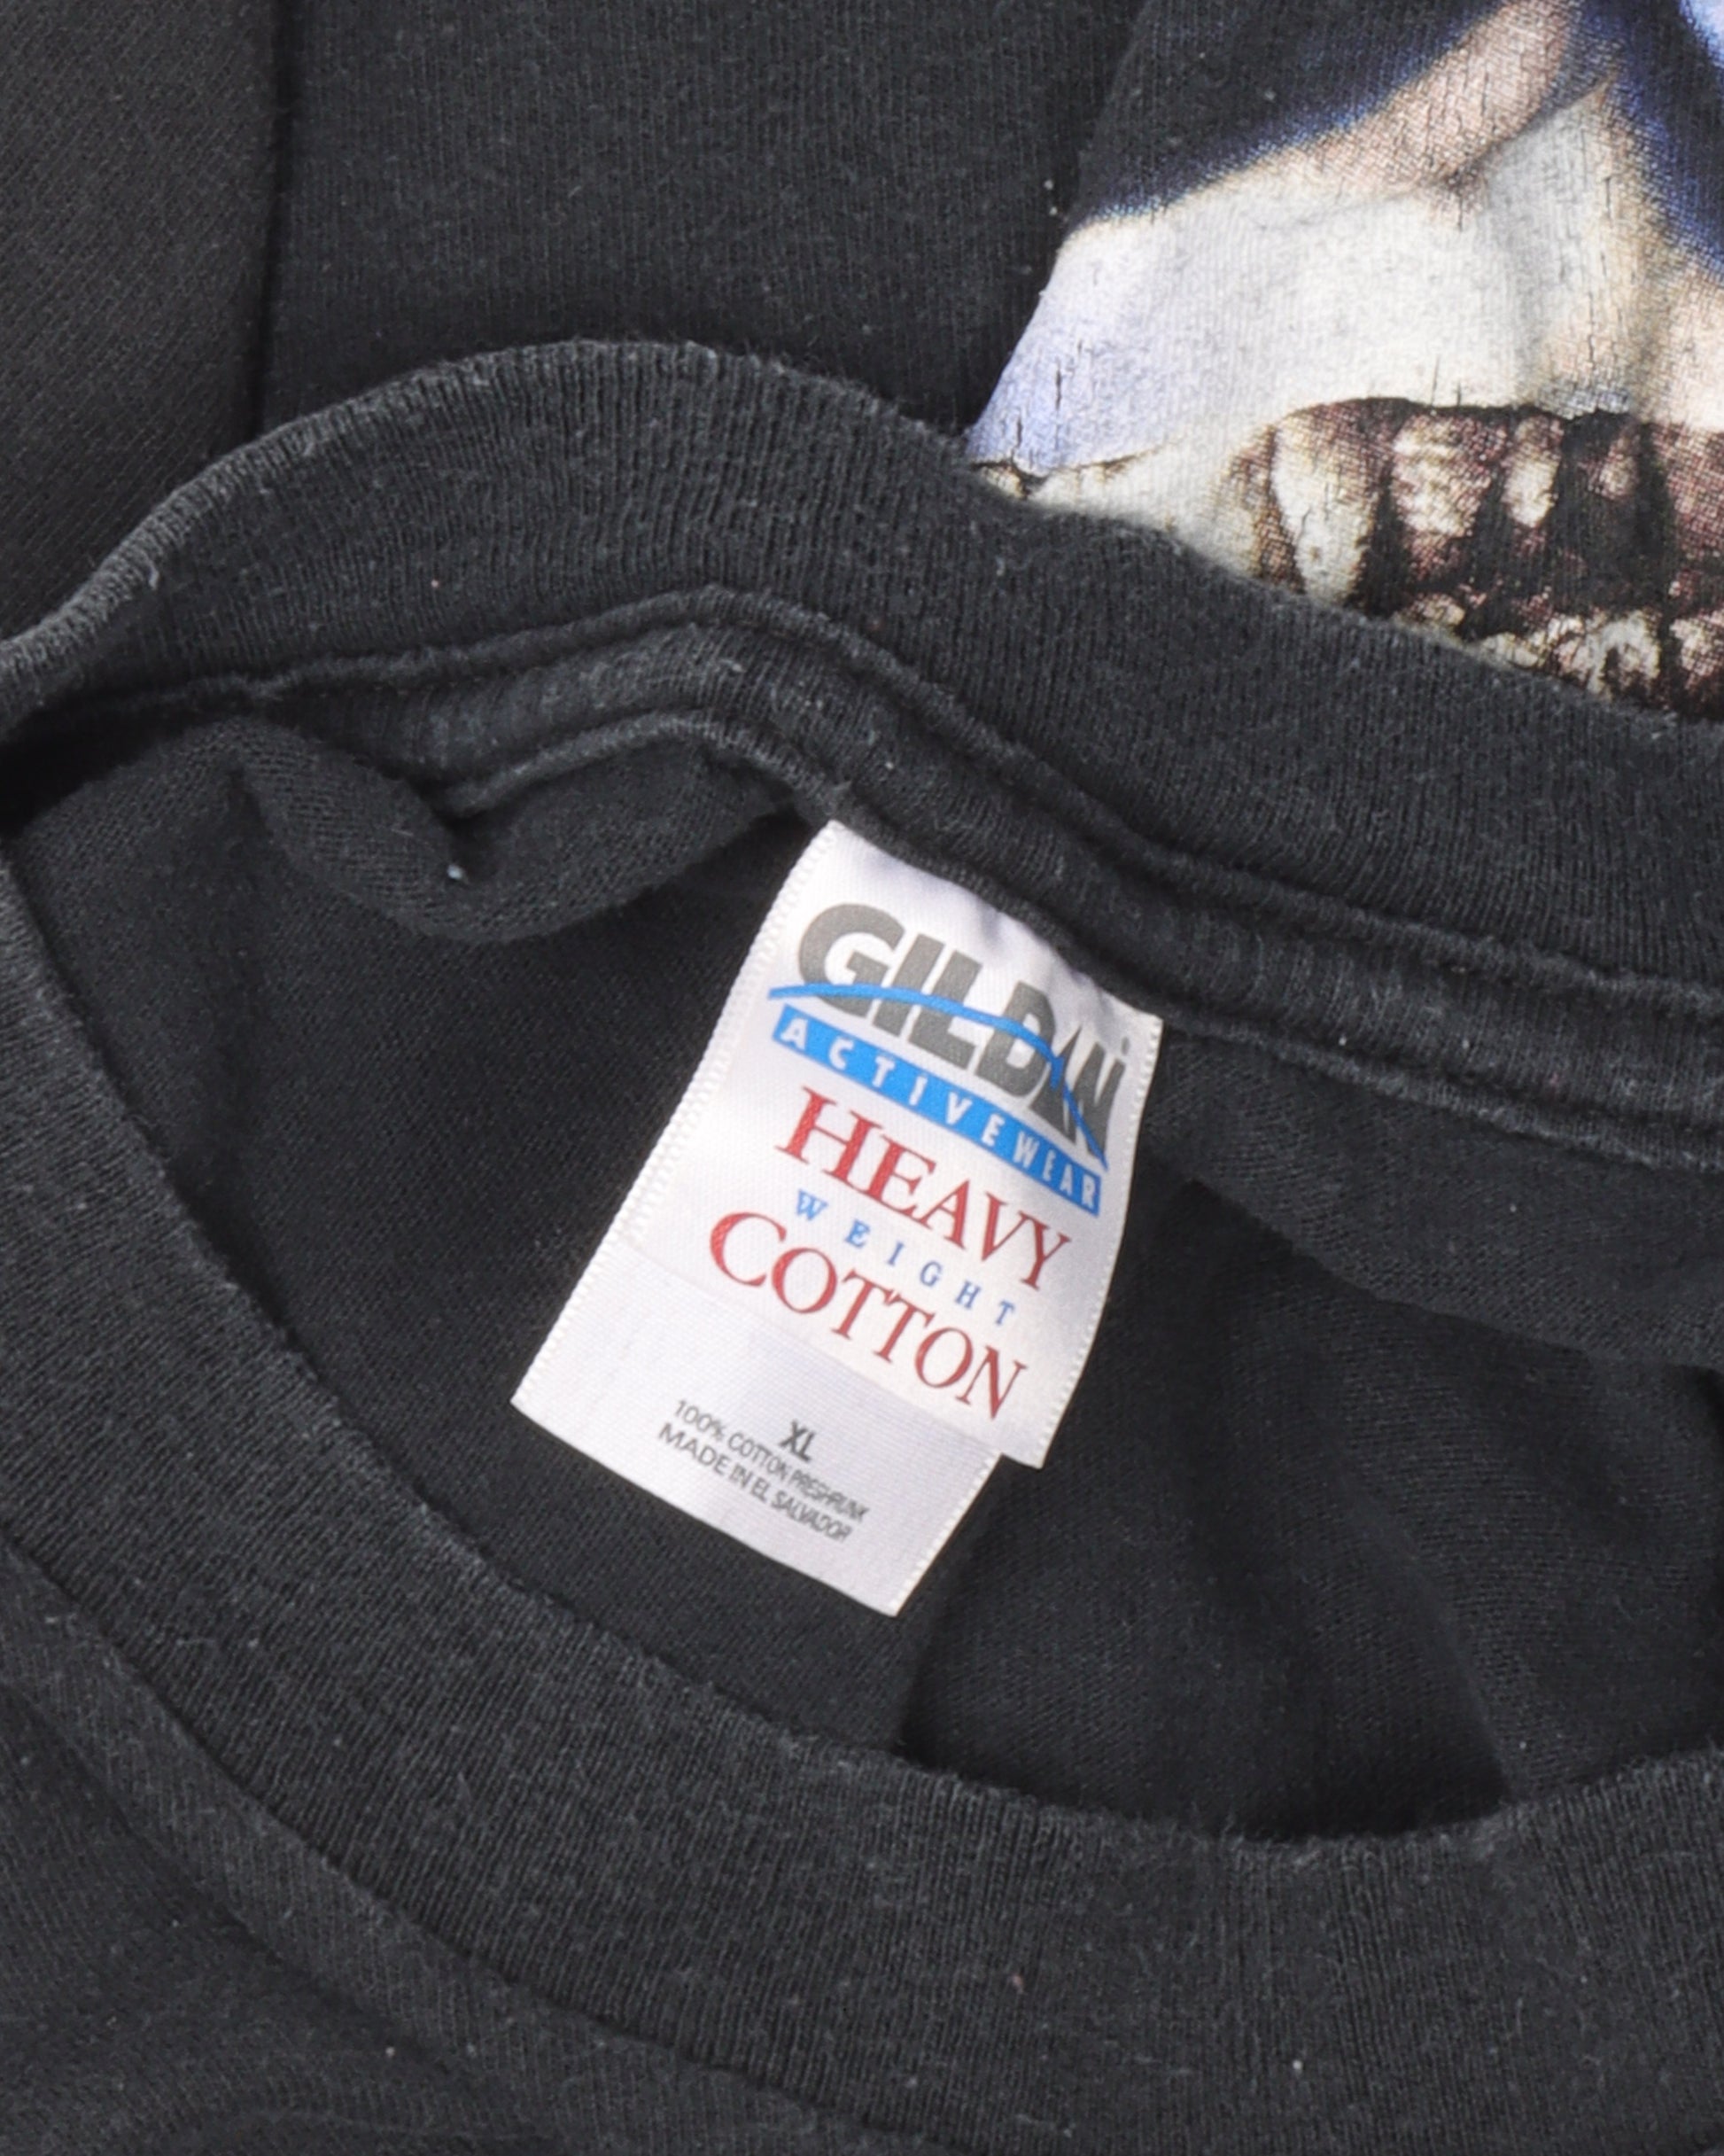 GILDAN
ACTIVEWEAR
HEAVY
WEIGHT
COTTON
XL
100% COTTON PRESHRUNK
MADE IN EL SALVADOR